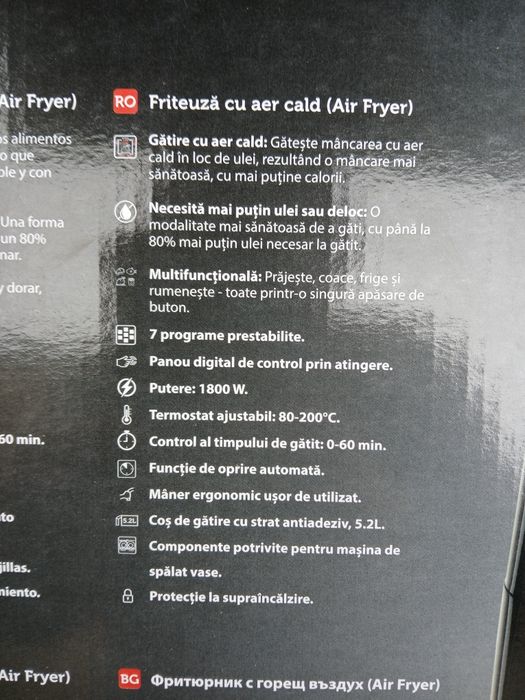 Air Fryer)
s alimentos
o que
ble y con
Una forma
un 80%
nar.
y dorar,
60 min.
to
jillas.
niento.
Air Fryer)
RO Friteuză cu aer cald (Air Fryer)
Gătire cu aer cald: Gătește mâncarea cu aer
cald în loc de ulei, rezultând o mâncare mai
sănătoasă, cu mai puține calorii.
Necesită mai puțin ulei sau deloc: O
modalitate mai sănătoasă de a găti, cu până la
80% mai puțin ulei necesar la gătit.
Multifuncțională: Prăjește, coace, frige și
rumenește - toate printr-o singură apăsare de
buton.
7 programe prestabilite.
Panou digital de control prin atingere.
Putere: 1800 W.
Termostat ajustabil: 80-200°C.
Control al timpului de gătit: 0-60 min.
Funcție de oprire automată.
Mâner ergonomic ușor de utilizat.
5.2L Coș de gătire cu strat antiadeziv, 5.2L.
Componente potrivite pentru mașina de
spălat vase.
Protecție la supraîncălzire.
BG Фритюрник с горещ въздух (Air Fryer)